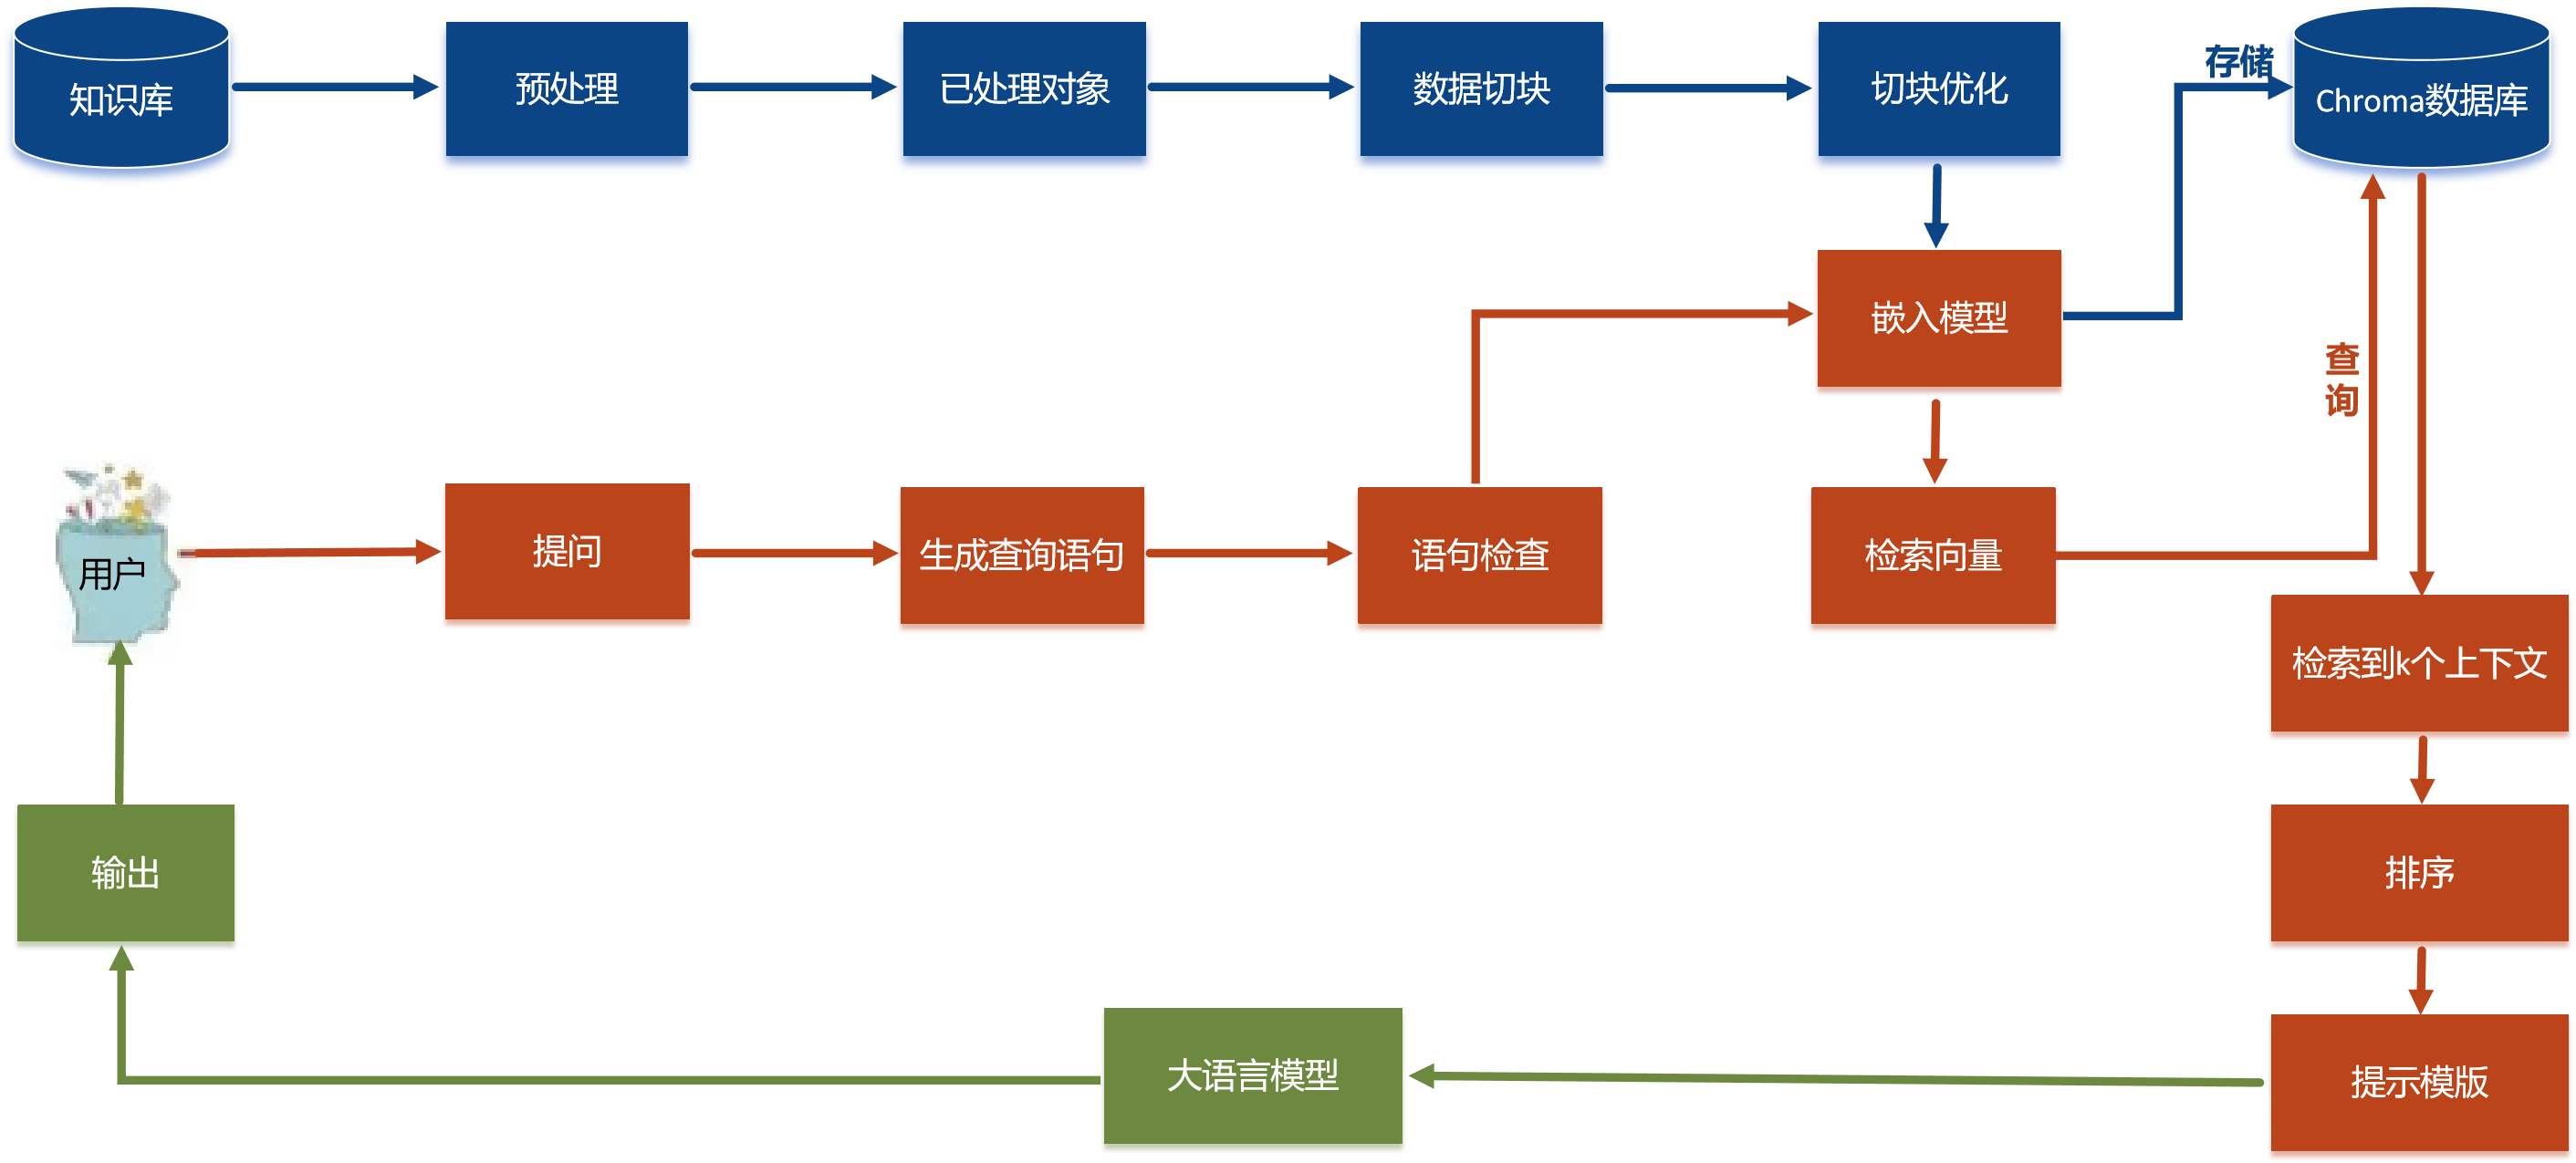 知识库
预处理
已处理对象
数据切块
切块优化
存储
Chroma数据库
嵌入模型
查
询
用户
提问
生成查询语句
语句检查
检索向量
检索到k个上下文
输出
排序
大语言模型
提示模版